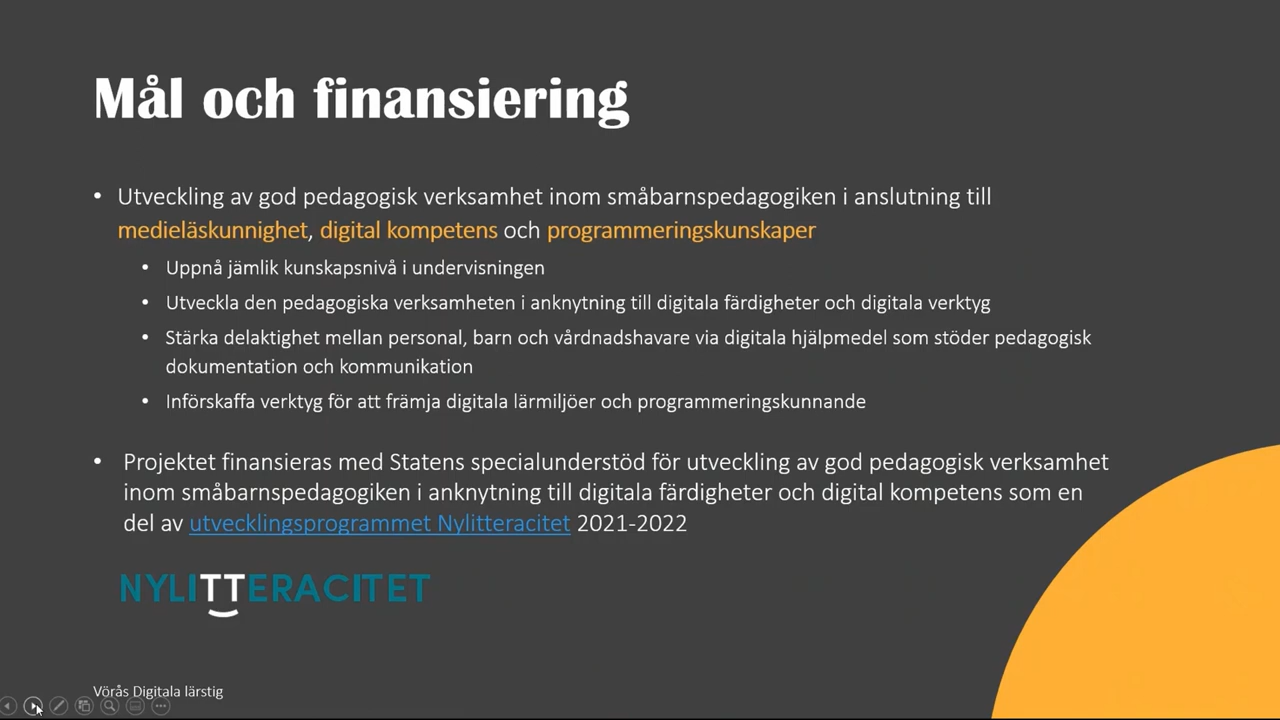 Mål och finansiering
• Utveckling av god pedagogisk verksamhet inom småbarnspedagogiken i anslutning till
medieläskunnighet, digital kompetens och programmeringskunskaper
• Uppnå jämlik kunskapsnivå i undervisningen
• Utveckla den pedagogiska verksamheten i anknytning till digitala färdigheter och digitala verktyg
• Stärka delaktighet mellan personal, barn och vårdnadshavare via digitala hjälpmedel som stöder pedagogisk
dokumentation och kommunikation
• Införskaffa verktyg för att främja digitala lärmiljöer och programmeringskunnande
• Projektet finansieras med Statens specialunderstöd för utveckling av god pedagogisk verksamhet
inom småbarnspedagogiken i anknytning till digitala färdigheter och digital kompetens som en
del av utvecklingsprogrammet Nylitteracitet 2021-2022
NYLITTERACITET
Vörås Digitala lärstig